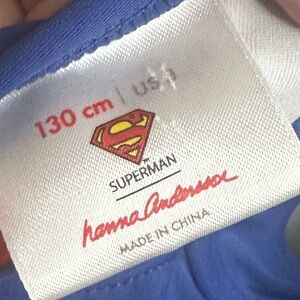 130 cm | US
SUPERMAN
hanna Andersson
MADE IN CHINA